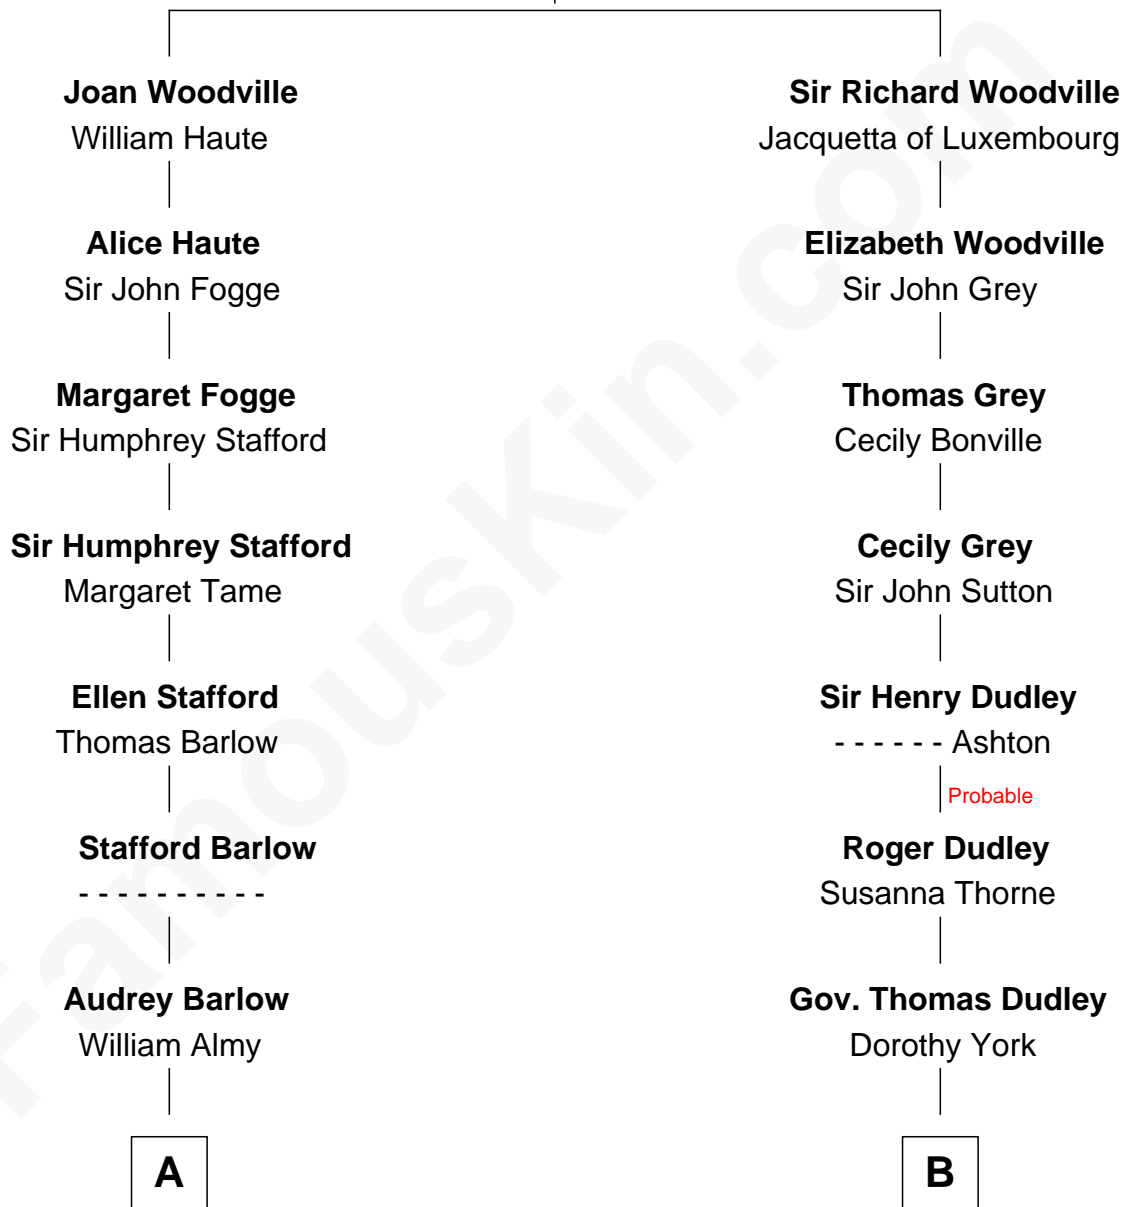 Joan Woodville
William Haute
Sir Richard Woodville
Jacquetta of Luxembourg
Alice Haute
Sir John Fogge
Elizabeth Woodville
Sir John Grey
Margaret Fogge
Sir Humphrey Stafford
Thomas Grey
Cecily Bonville
Sir Humphrey Stafford
Margaret Tame
Cecily Grey
Sir John Sutton
Ellen Stafford
Thomas Barlow
Sir Henry Dudley
- - - - - - Ashton
Probable
Stafford Barlow
- - - - - - - - - -
Roger Dudley
Susanna Thorne
Audrey Barlow
William Almy
Gov. Thomas Dudley
Dorothy York
A
B
FamousKin.com